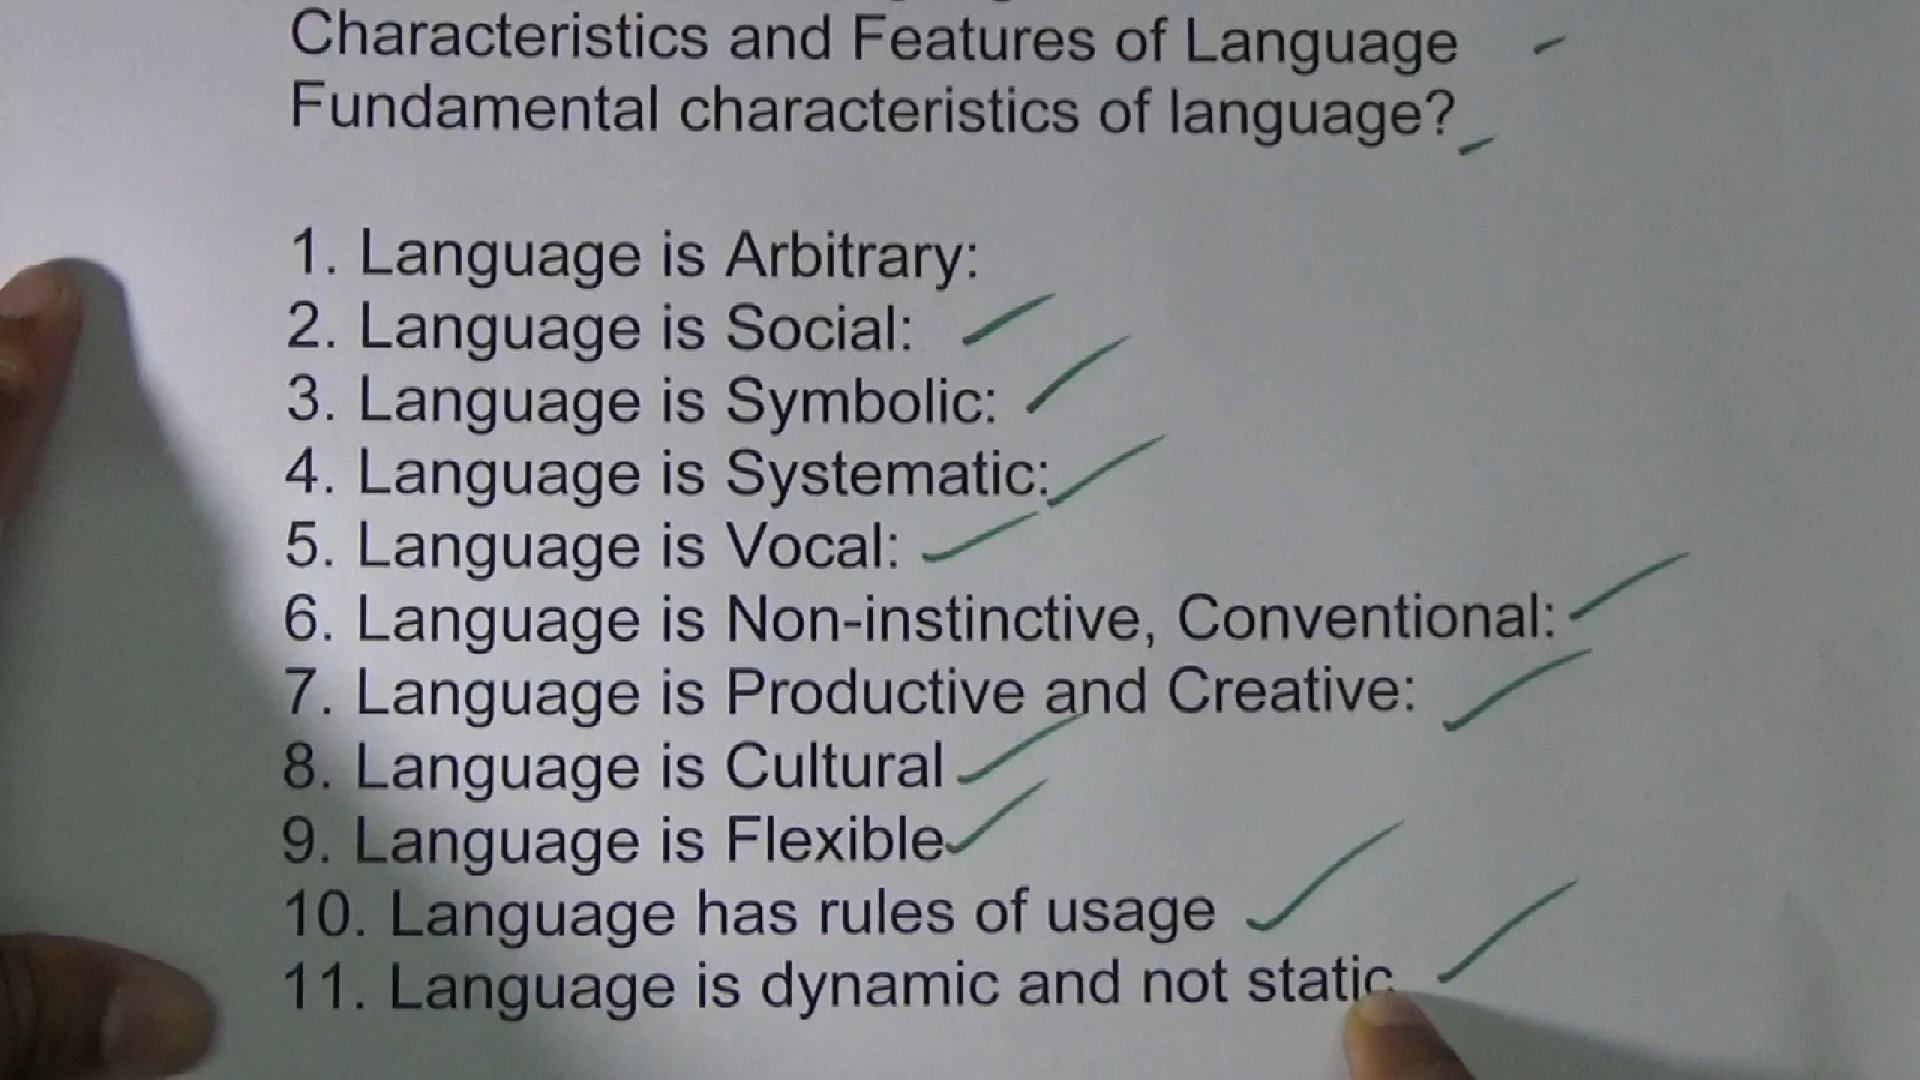 Characteristics and Features of Language
Fundamental characteristics of language?
1. Language is Arbitrary:
2. Language is Social:
3. Language is Symbolic:
4. Language is Systematic:
5. Language is Vocal:
6. Language is Non-instinctive, Conventional:
7. Language is Productive and Creative:
8. Language is Cultural
9. Language is Flexible
10. Language has rules of usage
11. Language is dynamic and not static